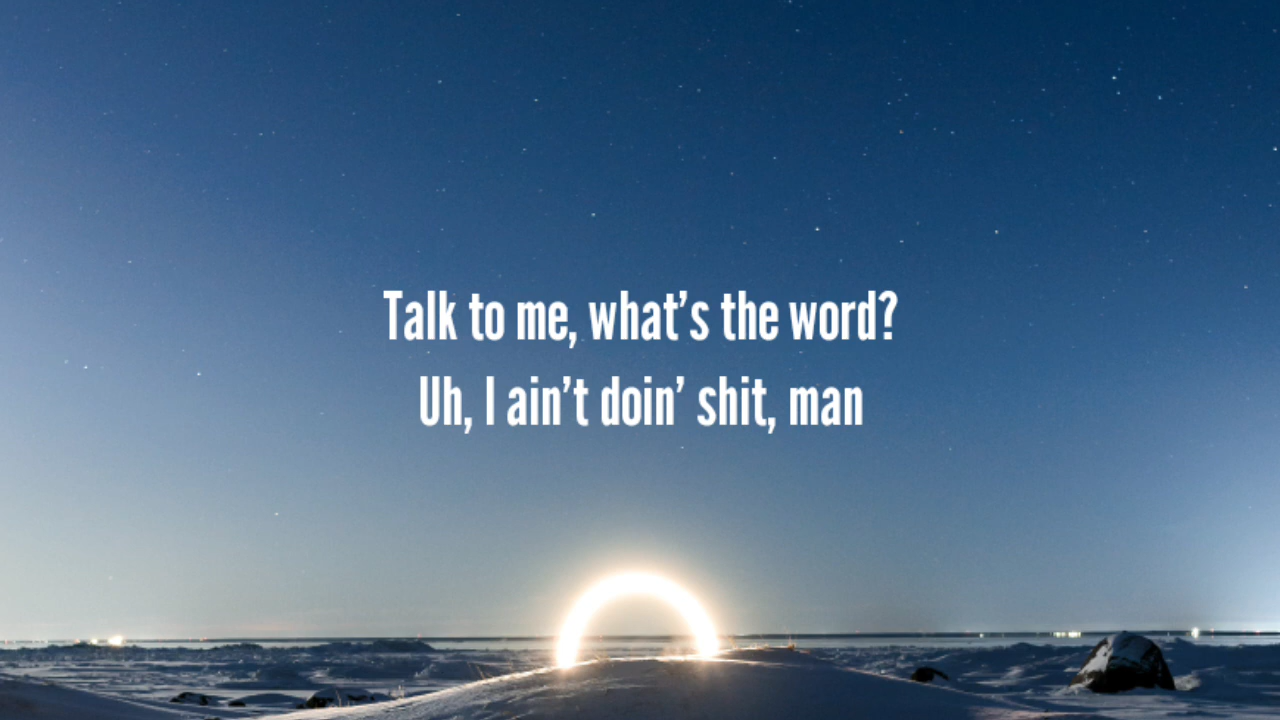 Talk to me, what’s the word?
Uh, I ain’t doin’ shit, man